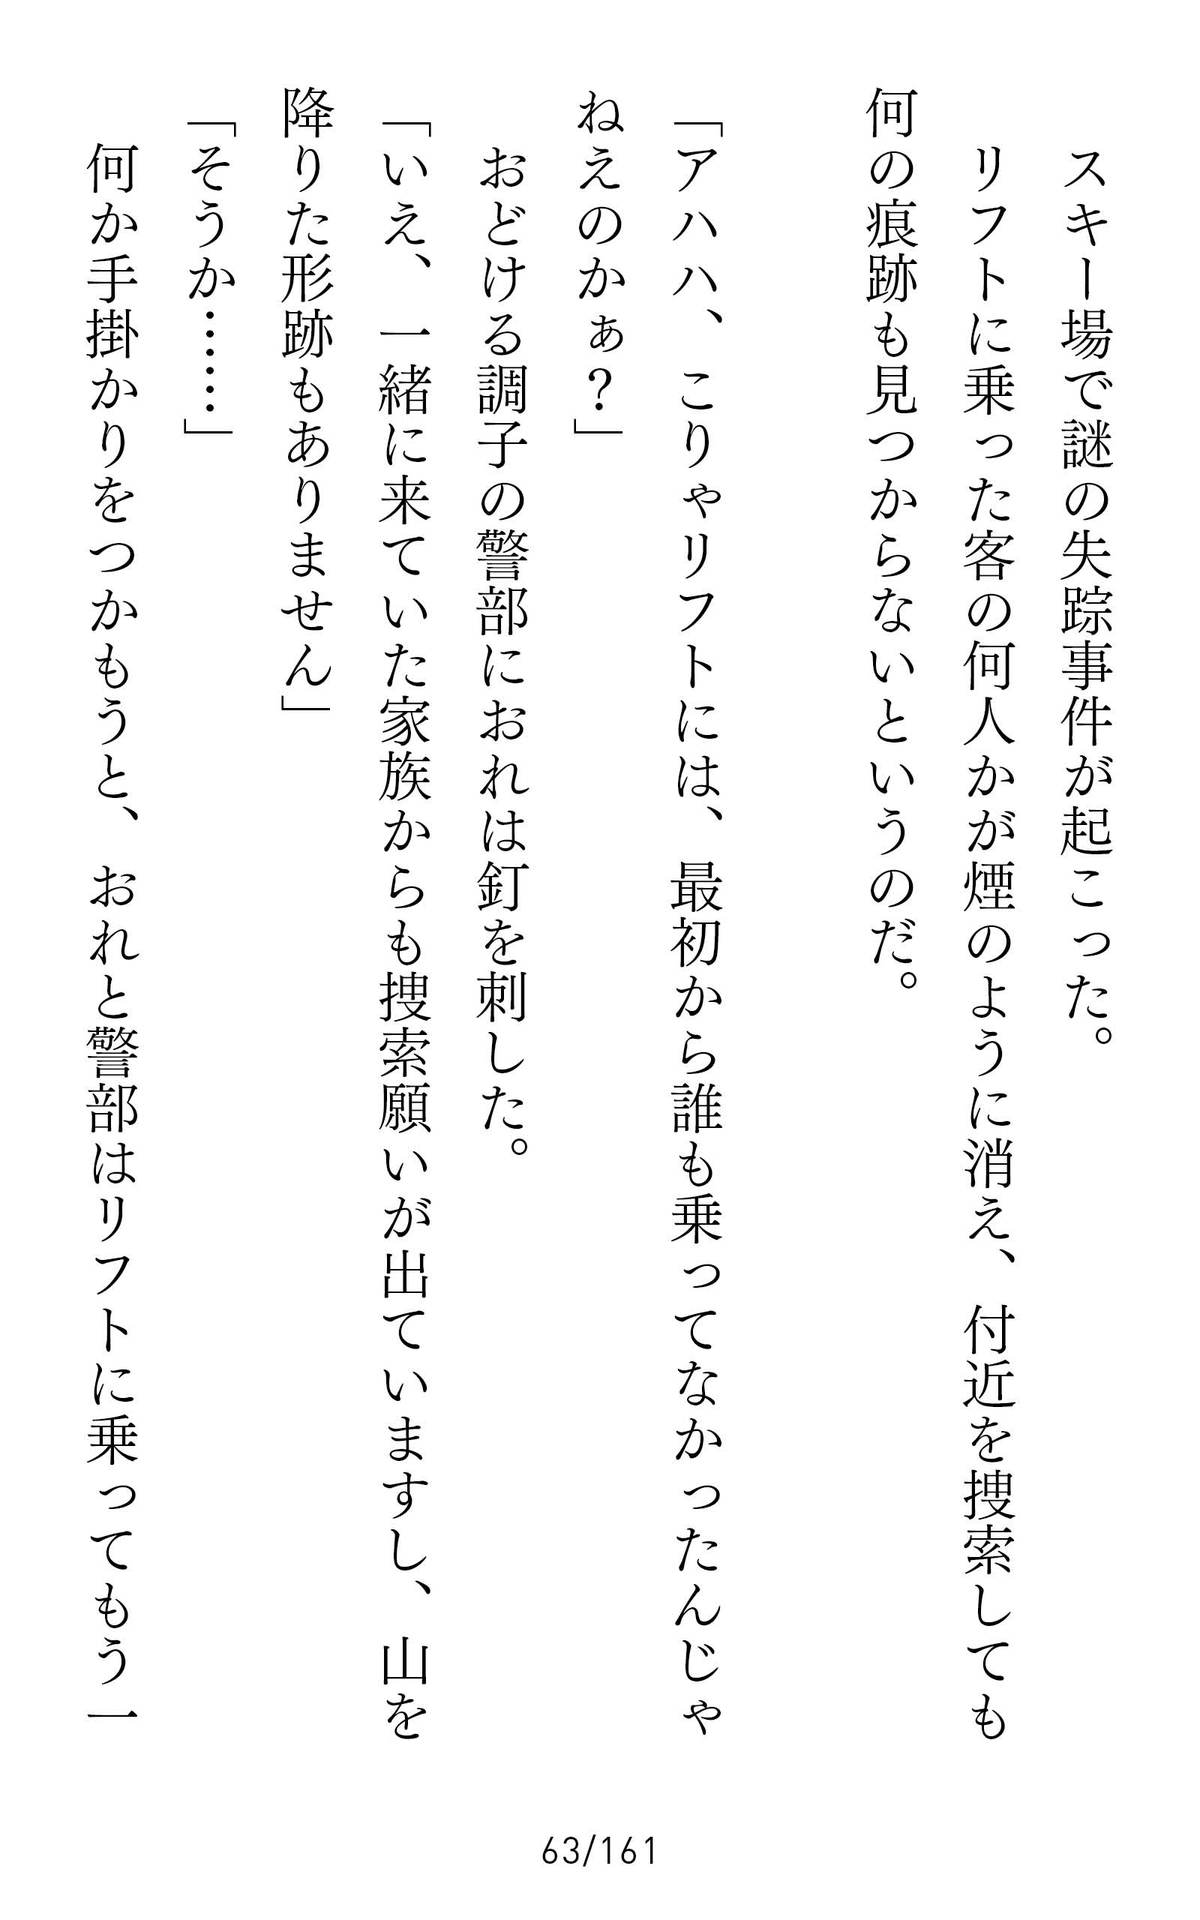 スキー場で謎の失踪事件が起こった。
　リフトに乗った客の何人かが煙のように消え、付近を捜索しても
何の痕跡も見つからないというのだ。
「アハハ、こりゃリフトには、最初から誰も乗ってなかったんじゃ
ねえのかぁ？」
　おどける調子の警部におれは釘を刺した。
「いえ、一緒に来ていた家族からも捜索願いが出ていますし、山を
降りた形跡もありません」
「そうか……」
　何か手掛かりをつかもうと、おれと警部はリフトに乗ってもう一
63/161